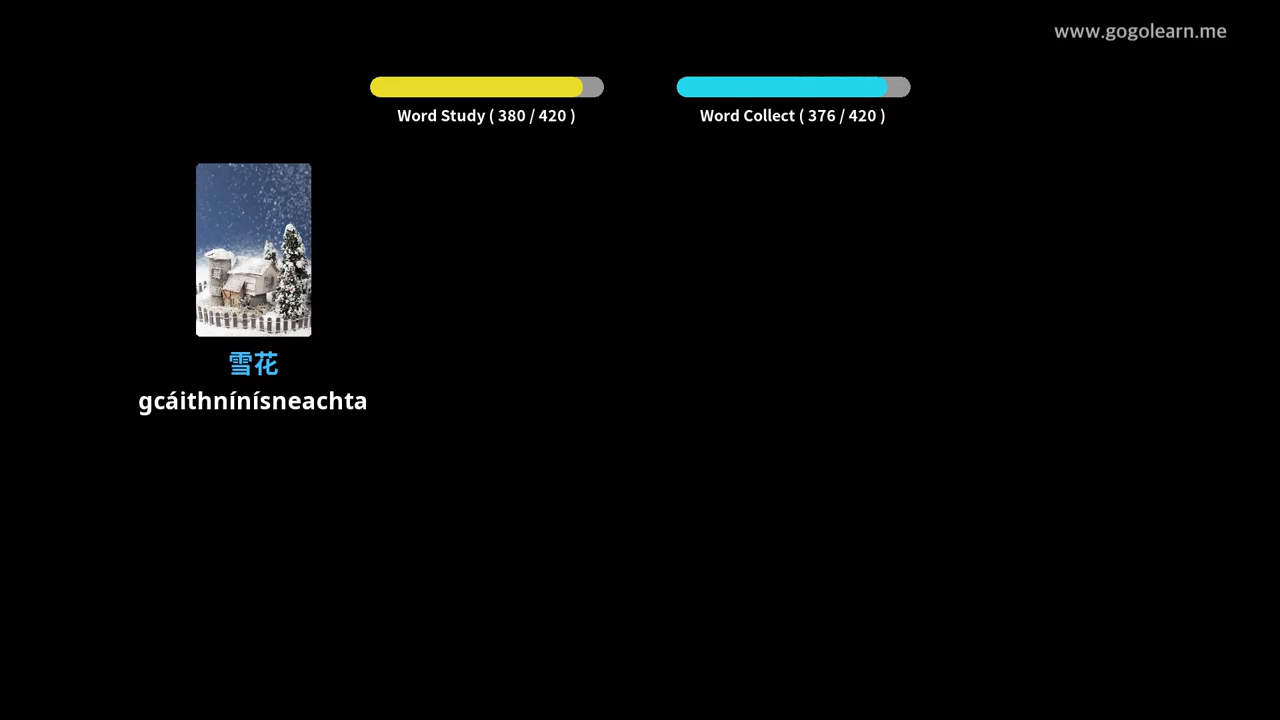 www.gogolearn.me
Word Study ( 380 / 420 )
Word Collect ( 376 / 420 )
雪花
gcáithnínísneachta